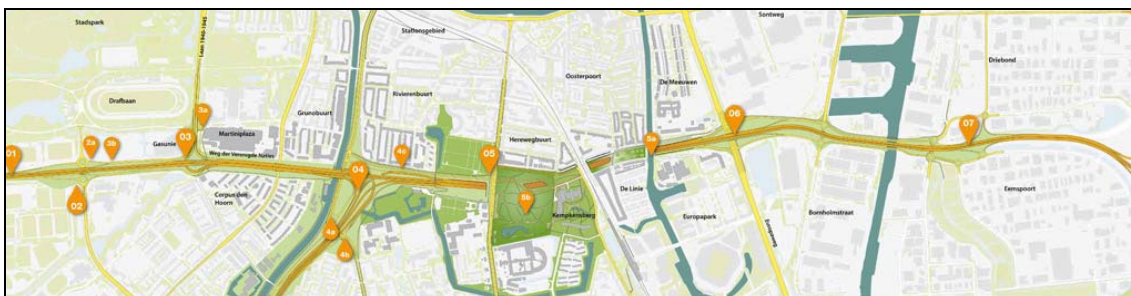 Stadspark
Laan 1940-1945
Stationsgebied
Sontweg
Driebond
Drafbaan
Grunobuurt
Rivierenbuurt
Oosterpoort
De Meeuwen
3a
Martiniplaza
06
03
Gasunie
2a
3b
Herewegbuurt
5a
07
01
Weg der Verenigde Naties
4c
05
04
02
Corpus den
Hoorn
5b
De Linie
Kempkensberg
Europapark
Bornholmstraat
Eemspoort
4a
4b